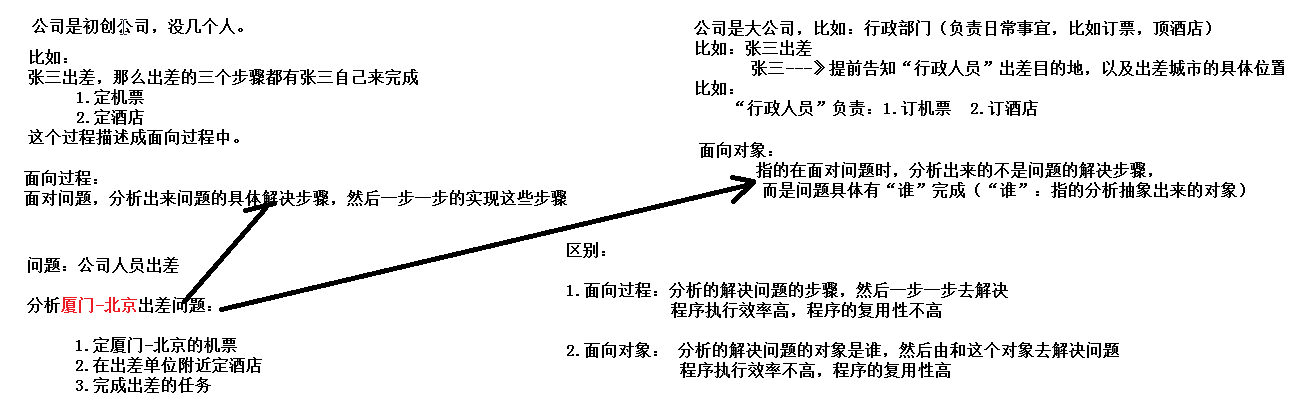 公司是初创公司，没几个人。
比如：
张三出差，那么出差的三个步骤都有张三自己来完成
1.定机票
2.定酒店
这个过程描述成面向过程中。
面向过程：
面对问题，分析出来问题的具体解决步骤，然后一步一步的实现这些步骤
问题：公司人员出差
分析厦门-北京出差问题：
1.定厦门-北京的机票
2.在出差单位附近定酒店
3.完成出差的任务
公司是大公司，比如：行政部门（负责日常事宜，比如订票，顶酒店）
比如：张三出差
张三---》提前告知“行政人员”出差目的地，以及出差城市的具体位置
比如：
“行政人员”负责：1.订机票 2.订酒店
面向对象：
指的在面对问题时，分析出来的不是问题的解决步骤，
而是问题具体有“谁”完成（“谁”：指的分析抽象出来的对象）
区别：
1.面向过程：分析的解决问题的步骤，然后一步一步去解决
程序执行效率高，程序的复用性不高
2.面向对象： 分析的解决问题的对象是谁，然后由和这个对象去解决问题
程序执行效率不高，程序的复用性高